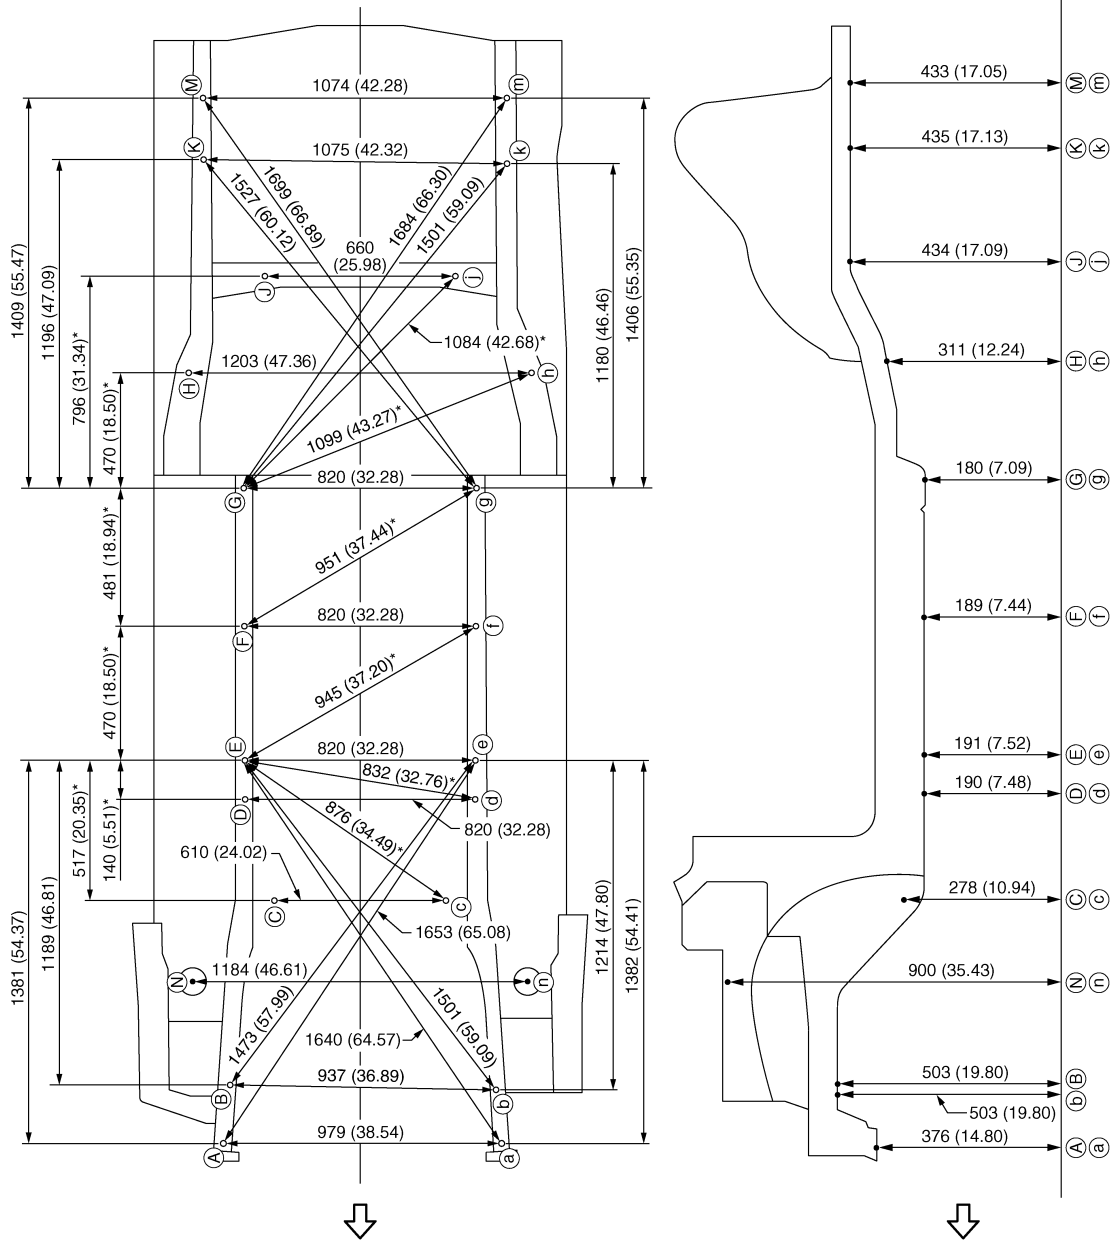 M
1074 (42.28)
m
433 (17.05)
M m
K
1075 (42.32)
k
435 (17.13)
K k
1527 (60.12)
1699 (66.89)
1684 (66.30)
1501 (59.09)
660
(25.98)
J
j
434 (17.09)
J j
1409 (55.47)
1196 (47.09)
796 (31.34)*
470 (18.50)*
1180 (46.46)
1406 (55.35)
1084 (42.68)*
H
1203 (47.36)
h
311 (12.24)
H h
1099 (43.27)*
820 (32.28)
G
g
180 (7.09)
G g
481 (18.94)*
951 (37.44)*
820 (32.28)
F
f
189 (7.44)
F f
470 (18.50)*
945 (37.20)*
E
820 (32.28)
e
191 (7.52)
E e
832 (32.76)*
D
d
190 (7.48)
D d
820 (32.28)
876 (34.49)*
517 (20.35)*
140 (5.51)*
610 (24.02)
C
c
278 (10.94)
C c
1653 (65.08)
1381 (54.37)
1189 (46.81)
1214 (47.80)
1382 (54.41)
N
1184 (46.61)
n
900 (35.43)
N n
1473 (57.99)
1501 (59.09)
1640 (64.57)
B
937 (36.89)
b
503 (19.80)
B
b
503 (19.80)
A
979 (38.54)
a
376 (14.80)
A a